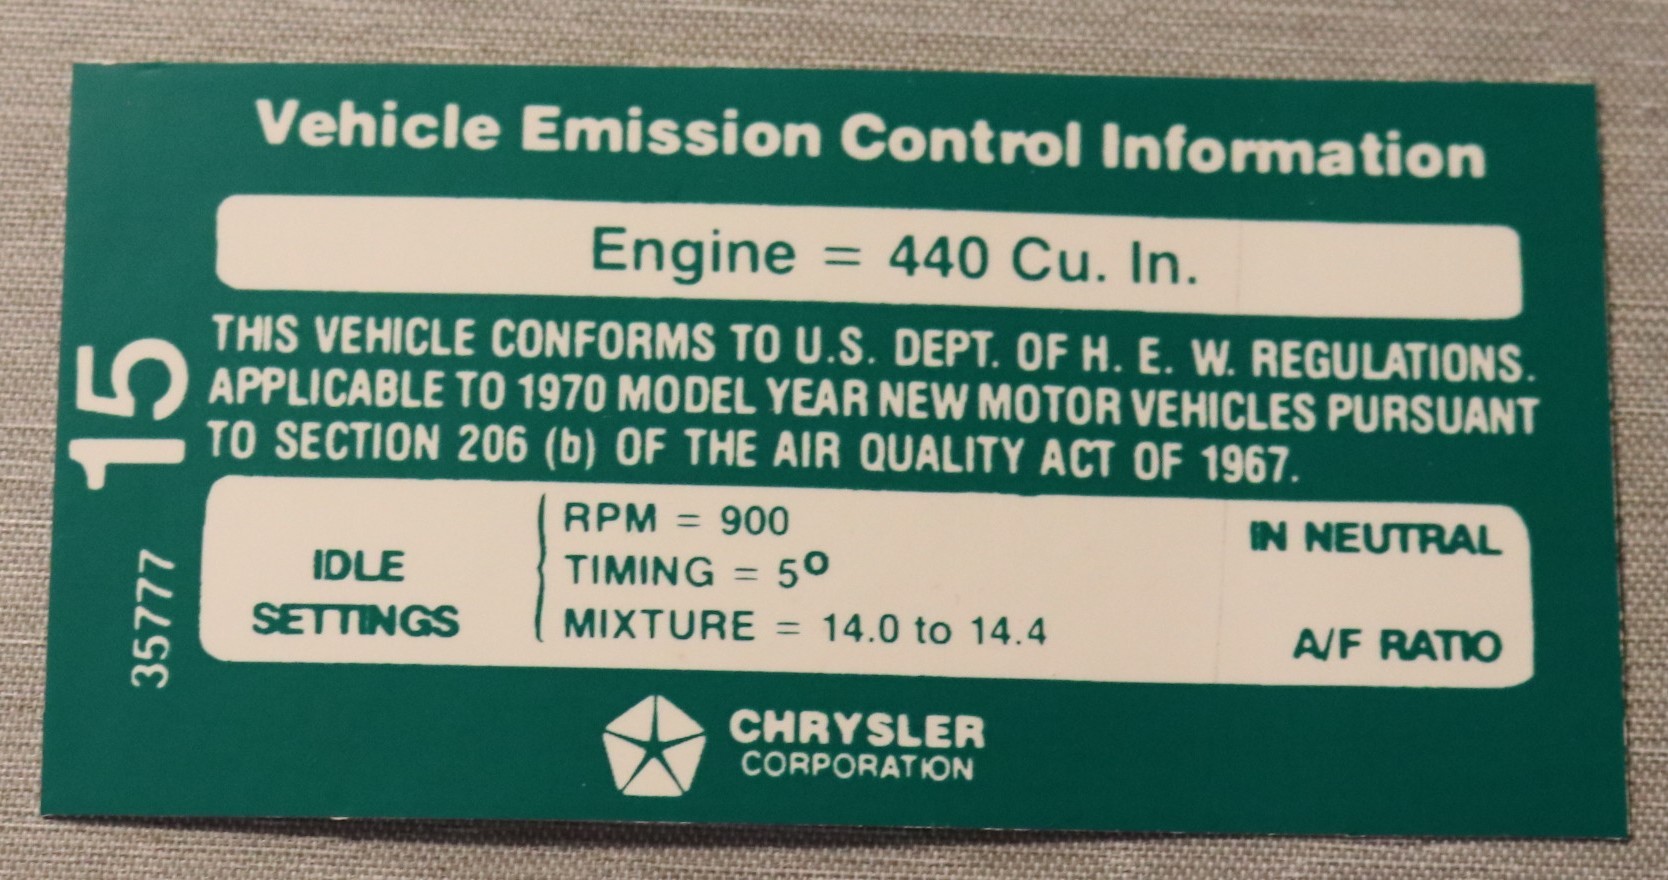 Vehicle Emission Control Information
Engine = 440 Cu. In.
THIS VEHICLE CONFORMS TO U.S. DEPT. OF H. E. W. REGULATIONS.
APPLICABLE TO 1970 MODEL YEAR NEW MOTOR VEHICLES PURSUANT
TO SECTION 206 (b) OF THE AIR QUALITY ACT OF 1967.
15
35777
IDLE
SETTINGS
RPM = 900 IN NEUTRAL
TIMING = 5º
MIXTURE = 14.0 to 14.4 A/F RATIO
CHRYSLER
CORPORATION